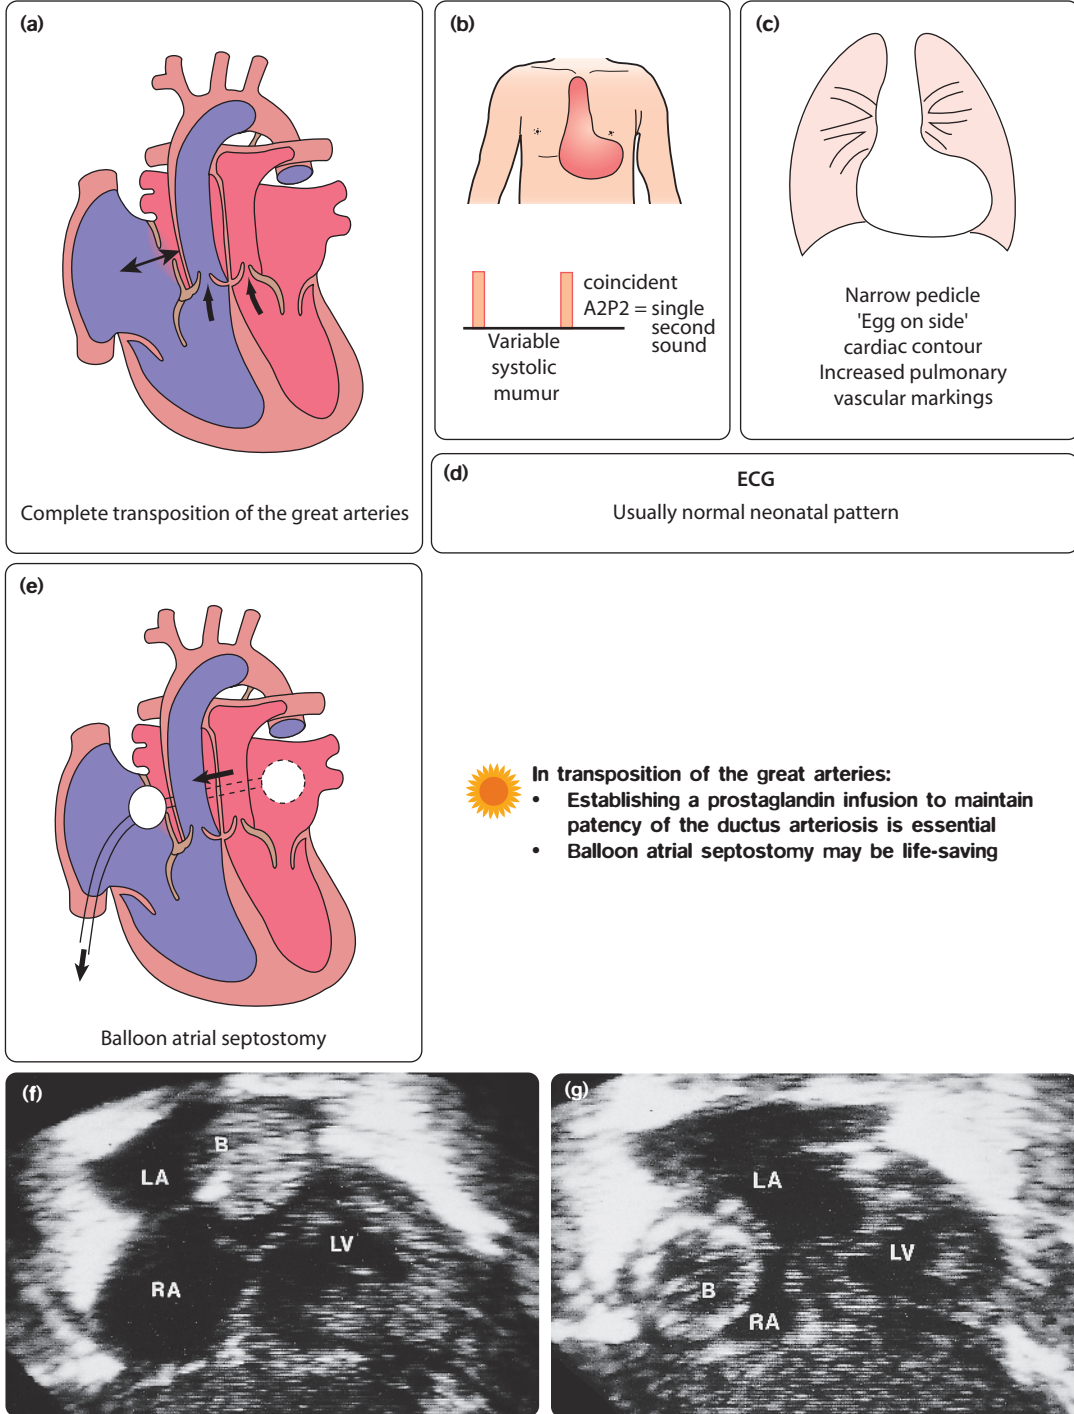 (a)
Complete transposition of the great arteries
(b)
coincident
A2P2 = single
second
sound
Variable
systolic
mumur
(c)
Narrow pedicle
'Egg on side'
cardiac contour
Increased pulmonary
vascular markings
(d)
ECG
Usually normal neonatal pattern
(e)
Balloon atrial septostomy
In transposition of the great arteries:
• Establishing a prostaglandin infusion to maintain
patency of the ductus arteriosis is essential
• Balloon atrial septostomy may be life-saving
(f)
B
LA
LV
RA
(g)
LA
LV
B
RA